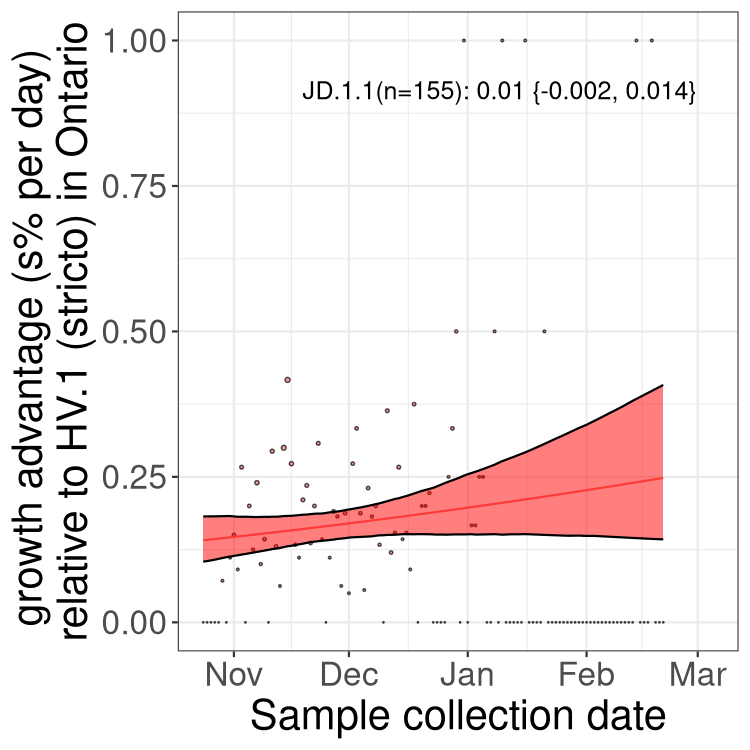 growth advantage (s% per day)
relative to HV.1 (stricto) in Ontario
1.00
JD.1.1(n=155): 0.01 {-0.002, 0.014}
0.75
0.50
0.25
0.00
Nov Dec Jan Feb Mar
Sample collection date